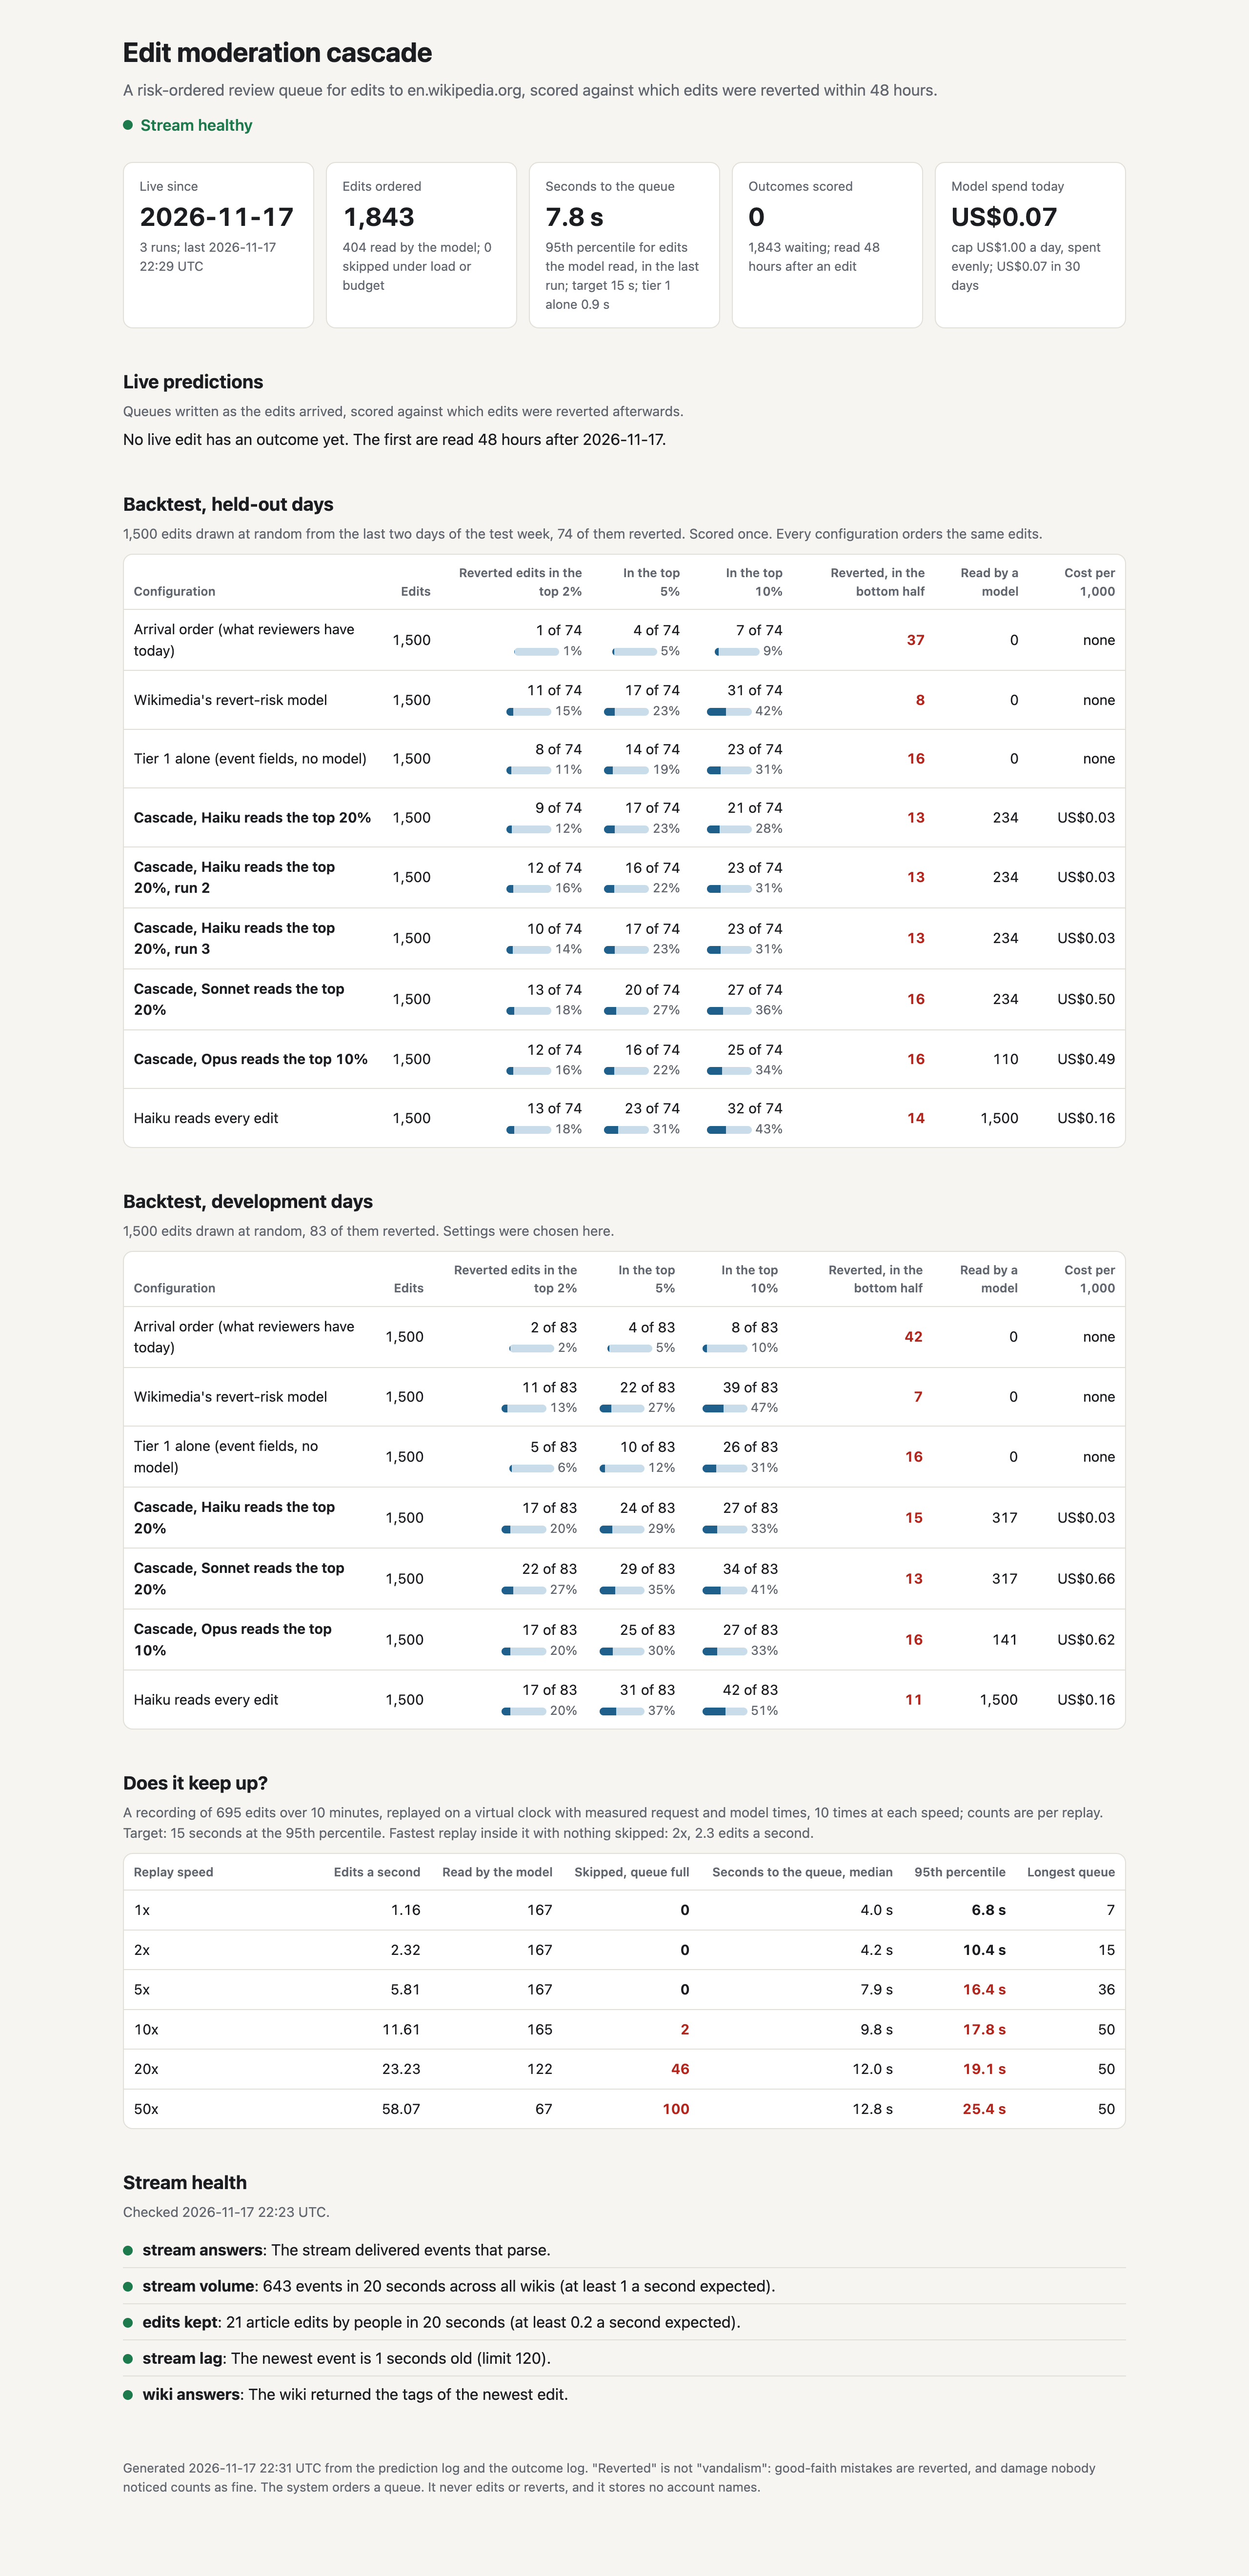 Edit moderation cascade
A risk-ordered review queue for edits to en.wikipedia.org, scored against which edits were reverted within 48 hours.
Stream healthy
Live since
2026-11-17
3 runs; last 2026-11-17
22:29 UTC
Edits ordered
1,843
404 read by the model; 0
skipped under load or
budget
Seconds to the queue
7.8 s
95th percentile for edits
the model read, in the last
run; target 15 s; tier 1
alone 0.9 s
Outcomes scored
0
1,843 waiting; read 48
hours after an edit
Model spend today
US$0.07
cap US$1.00 a day, spent
evenly; US$0.07 in 30
days
Live predictions
Queues written as the edits arrived, scored against which edits were reverted afterwards.
No live edit has an outcome yet. The first are read 48 hours after 2026-11-17.
Backtest, held-out days
1,500 edits drawn at random from the last two days of the test week, 74 of them reverted. Scored once. Every configuration orders the same edits.
Reverted edits in the In the top In the top Reverted, in the Read by a Cost per
Configuration Edits top 2% 5% 10% bottom half model 1,000
Arrival order (what reviewers have
today) 1,500 1 of 74 4 of 74 7 of 74 37 0 none
1% 5% 9%
Wikimedia's revert-risk model 1,500 11 of 74 17 of 74 31 of 74 8 0 none
15% 23% 42%
Tier 1 alone (event fields, no model) 1,500 8 of 74 14 of 74 23 of 74 16 0 none
11% 19% 31%
Cascade, Haiku reads the top 20% 1,500 9 of 74 17 of 74 21 of 74 13 234 US$0.03
12% 23% 28%
Cascade, Haiku reads the top
20%, run 2 1,500 12 of 74 16 of 74 23 of 74 13 234 US$0.03
16% 22% 31%
Cascade, Haiku reads the top
20%, run 3 1,500 10 of 74 17 of 74 23 of 74 13 234 US$0.03
14% 23% 31%
Cascade, Sonnet reads the top
20% 1,500 13 of 74 20 of 74 27 of 74 16 234 US$0.50
18% 27% 36%
Cascade, Opus reads the top 10% 1,500 12 of 74 16 of 74 25 of 74 16 110 US$0.49
16% 22% 34%
Haiku reads every edit 1,500 13 of 74 23 of 74 32 of 74 14 1,500 US$0.16
18% 31% 43%
Backtest, development days
1,500 edits drawn at random, 83 of them reverted. Settings were chosen here.
Reverted edits in the In the top In the top Reverted, in the Read by a Cost per
Configuration Edits top 2% 5% 10% bottom half model 1,000
Arrival order (what reviewers have
today) 1,500 2 of 83 4 of 83 8 of 83 42 0 none
2% 5% 10%
Wikimedia's revert-risk model 1,500 11 of 83 22 of 83 39 of 83 7 0 none
13% 27% 47%
Tier 1 alone (event fields, no
model) 1,500 5 of 83 10 of 83 26 of 83 16 0 none
6% 12% 31%
Cascade, Haiku reads the top
20% 1,500 17 of 83 24 of 83 27 of 83 15 317 US$0.03
20% 29% 33%
Cascade, Sonnet reads the top
20% 1,500 22 of 83 29 of 83 34 of 83 13 317 US$0.66
27% 35% 41%
Cascade, Opus reads the top
10% 1,500 17 of 83 25 of 83 27 of 83 16 141 US$0.62
20% 30% 33%
Haiku reads every edit 1,500 17 of 83 31 of 83 42 of 83 11 1,500 US$0.16
20% 37% 51%
Does it keep up?
A recording of 695 edits over 10 minutes, replayed on a virtual clock with measured request and model times, 10 times at each speed; counts are per replay.
Target: 15 seconds at the 95th percentile. Fastest replay inside it with nothing skipped: 2x, 2.3 edits a second.
Replay speed Edits a second Read by the model Skipped, queue full Seconds to the queue, median 95th percentile Longest queue
1x 1.16 167 0 4.0 s 6.8 s 7
2x 2.32 167 0 4.2 s 10.4 s 15
5x 5.81 167 0 7.9 s 16.4 s 36
10x 11.61 165 2 9.8 s 17.8 s 50
20x 23.23 122 46 12.0 s 19.1 s 50
50x 58.07 67 100 12.8 s 25.4 s 50
Stream health
Checked 2026-11-17 22:23 UTC.
stream answers: The stream delivered events that parse.
stream volume: 643 events in 20 seconds across all wikis (at least 1 a second expected).
edits kept: 21 article edits by people in 20 seconds (at least 0.2 a second expected).
stream lag: The newest event is 1 seconds old (limit 120).
wiki answers: The wiki returned the tags of the newest edit.
Generated 2026-11-17 22:31 UTC from the prediction log and the outcome log. "Reverted" is not "vandalism": good-faith mistakes are reverted, and damage nobody
noticed counts as fine. The system orders a queue. It never edits or reverts, and it stores no account names.